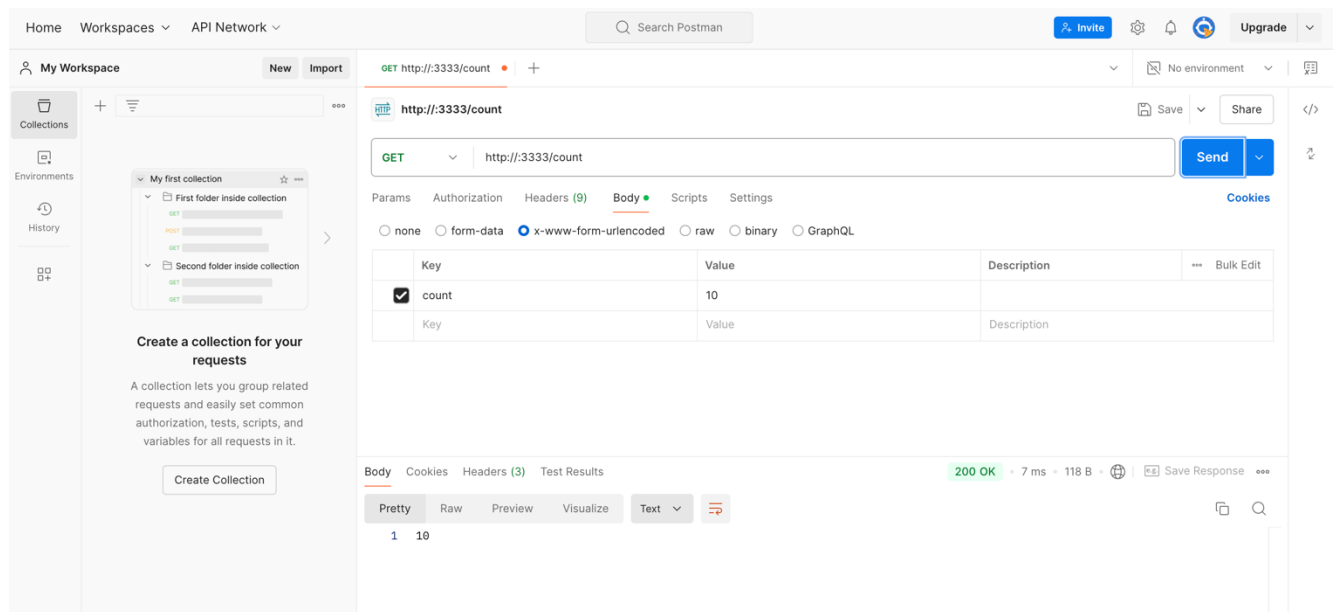 Home Workspaces API Network Search Postman Invite Upgrade
My Workspace New Import GET http://:3333/count No environment
Collections
Environments
History
My first collection
First folder inside collection
GET
POST
GET
Second folder inside collection
GET
GET
Create a collection for your
requests
A collection lets you group related
requests and easily set common
authorization, tests, scripts, and
variables for all requests in it.
Create Collection
HTTP http://:3333/count Save Share
GET http://:3333/count Send
Params Authorization Headers (9) Body Scripts Settings Cookies
none form-data x-www-form-urlencoded raw binary GraphQL
Key Value Description Bulk Edit
count 10
Key Value Description
Body Cookies Headers (3) Test Results 200 OK 7 ms 118 B e.g. Save Response
Pretty Raw Preview Visualize Text
1 10